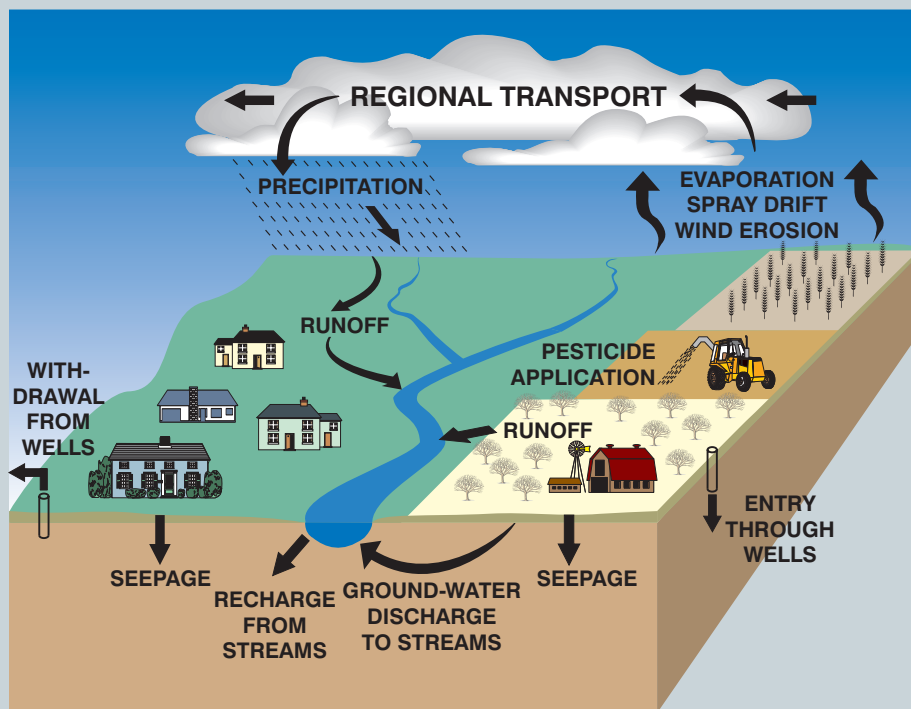 REGIONAL TRANSPORT
PRECIPITATION
EVAPORATION
SPRAY DRIFT
WIND EROSION
RUNOFF
PESTICIDE
APPLICATION
WITH-
DRAWAL
FROM
WELLS
RUNOFF
ENTRY
THROUGH
WELLS
SEEPAGE
RECHARGE
FROM
STREAMS
GROUND-WATER
DISCHARGE
TO STREAMS
SEEPAGE